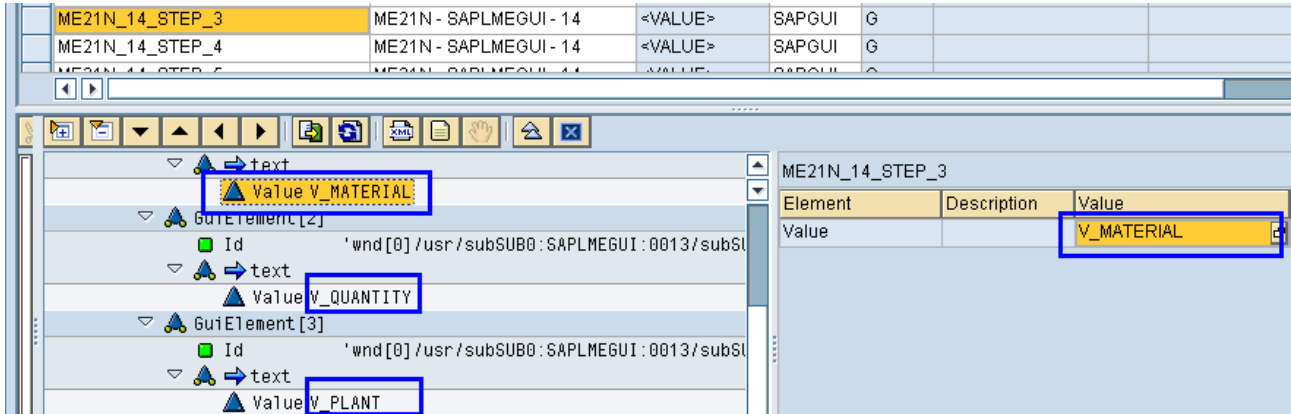 ME21N_14_STEP_3 ME21N - SAPLMEGUI - 14 <VALUE> SAPGUI G
ME21N_14_STEP_4 ME21N - SAPLMEGUI - 14 <VALUE> SAPGUI G
XML
text
Value V_MATERIAL
GuiElement[2]
Id 'wnd[0]/usr/subSUB0:SAPLMEGUI:0013/subSU
text
Value V_QUANTITY
GuiElement[3]
Id 'wnd[0]/usr/subSUB0:SAPLMEGUI:0013/subSU
text
Value V_PLANT
ME21N_14_STEP_3
Element Description Value
Value V_MATERIAL